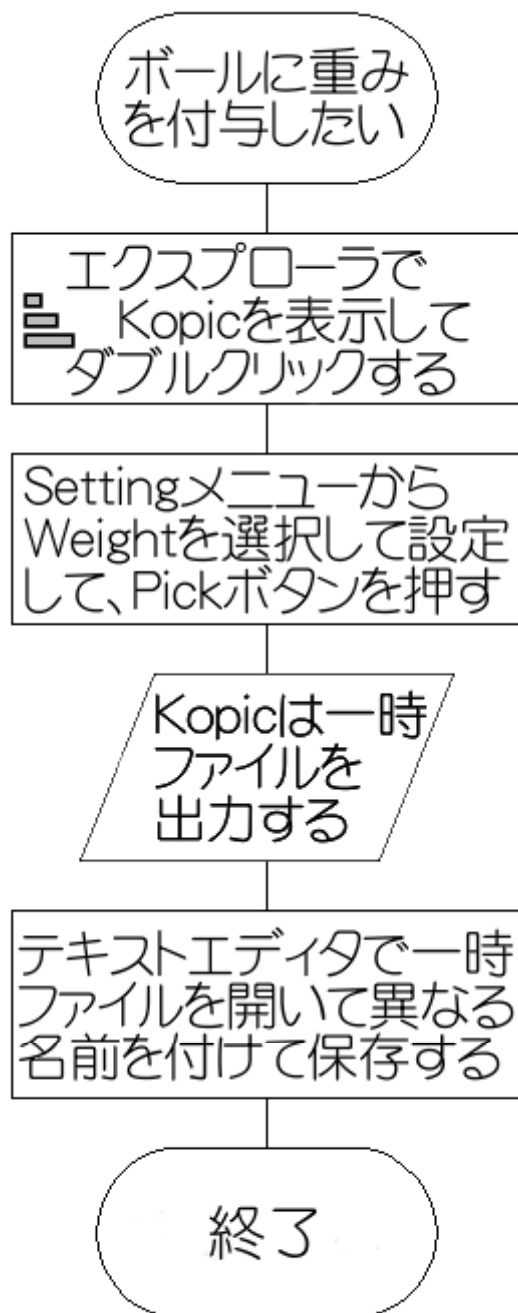 ボールに重み
を付与したい
エクスプローラで
Kopicを表示して
ダブルクリックする
Settingメニューから
Weightを選択して設定
して、Pickボタンを押す
Kopicは一時
ファイルを
出力する
テキストエディタで一時
ファイルを開いて異なる
名前を付けて保存する
終了